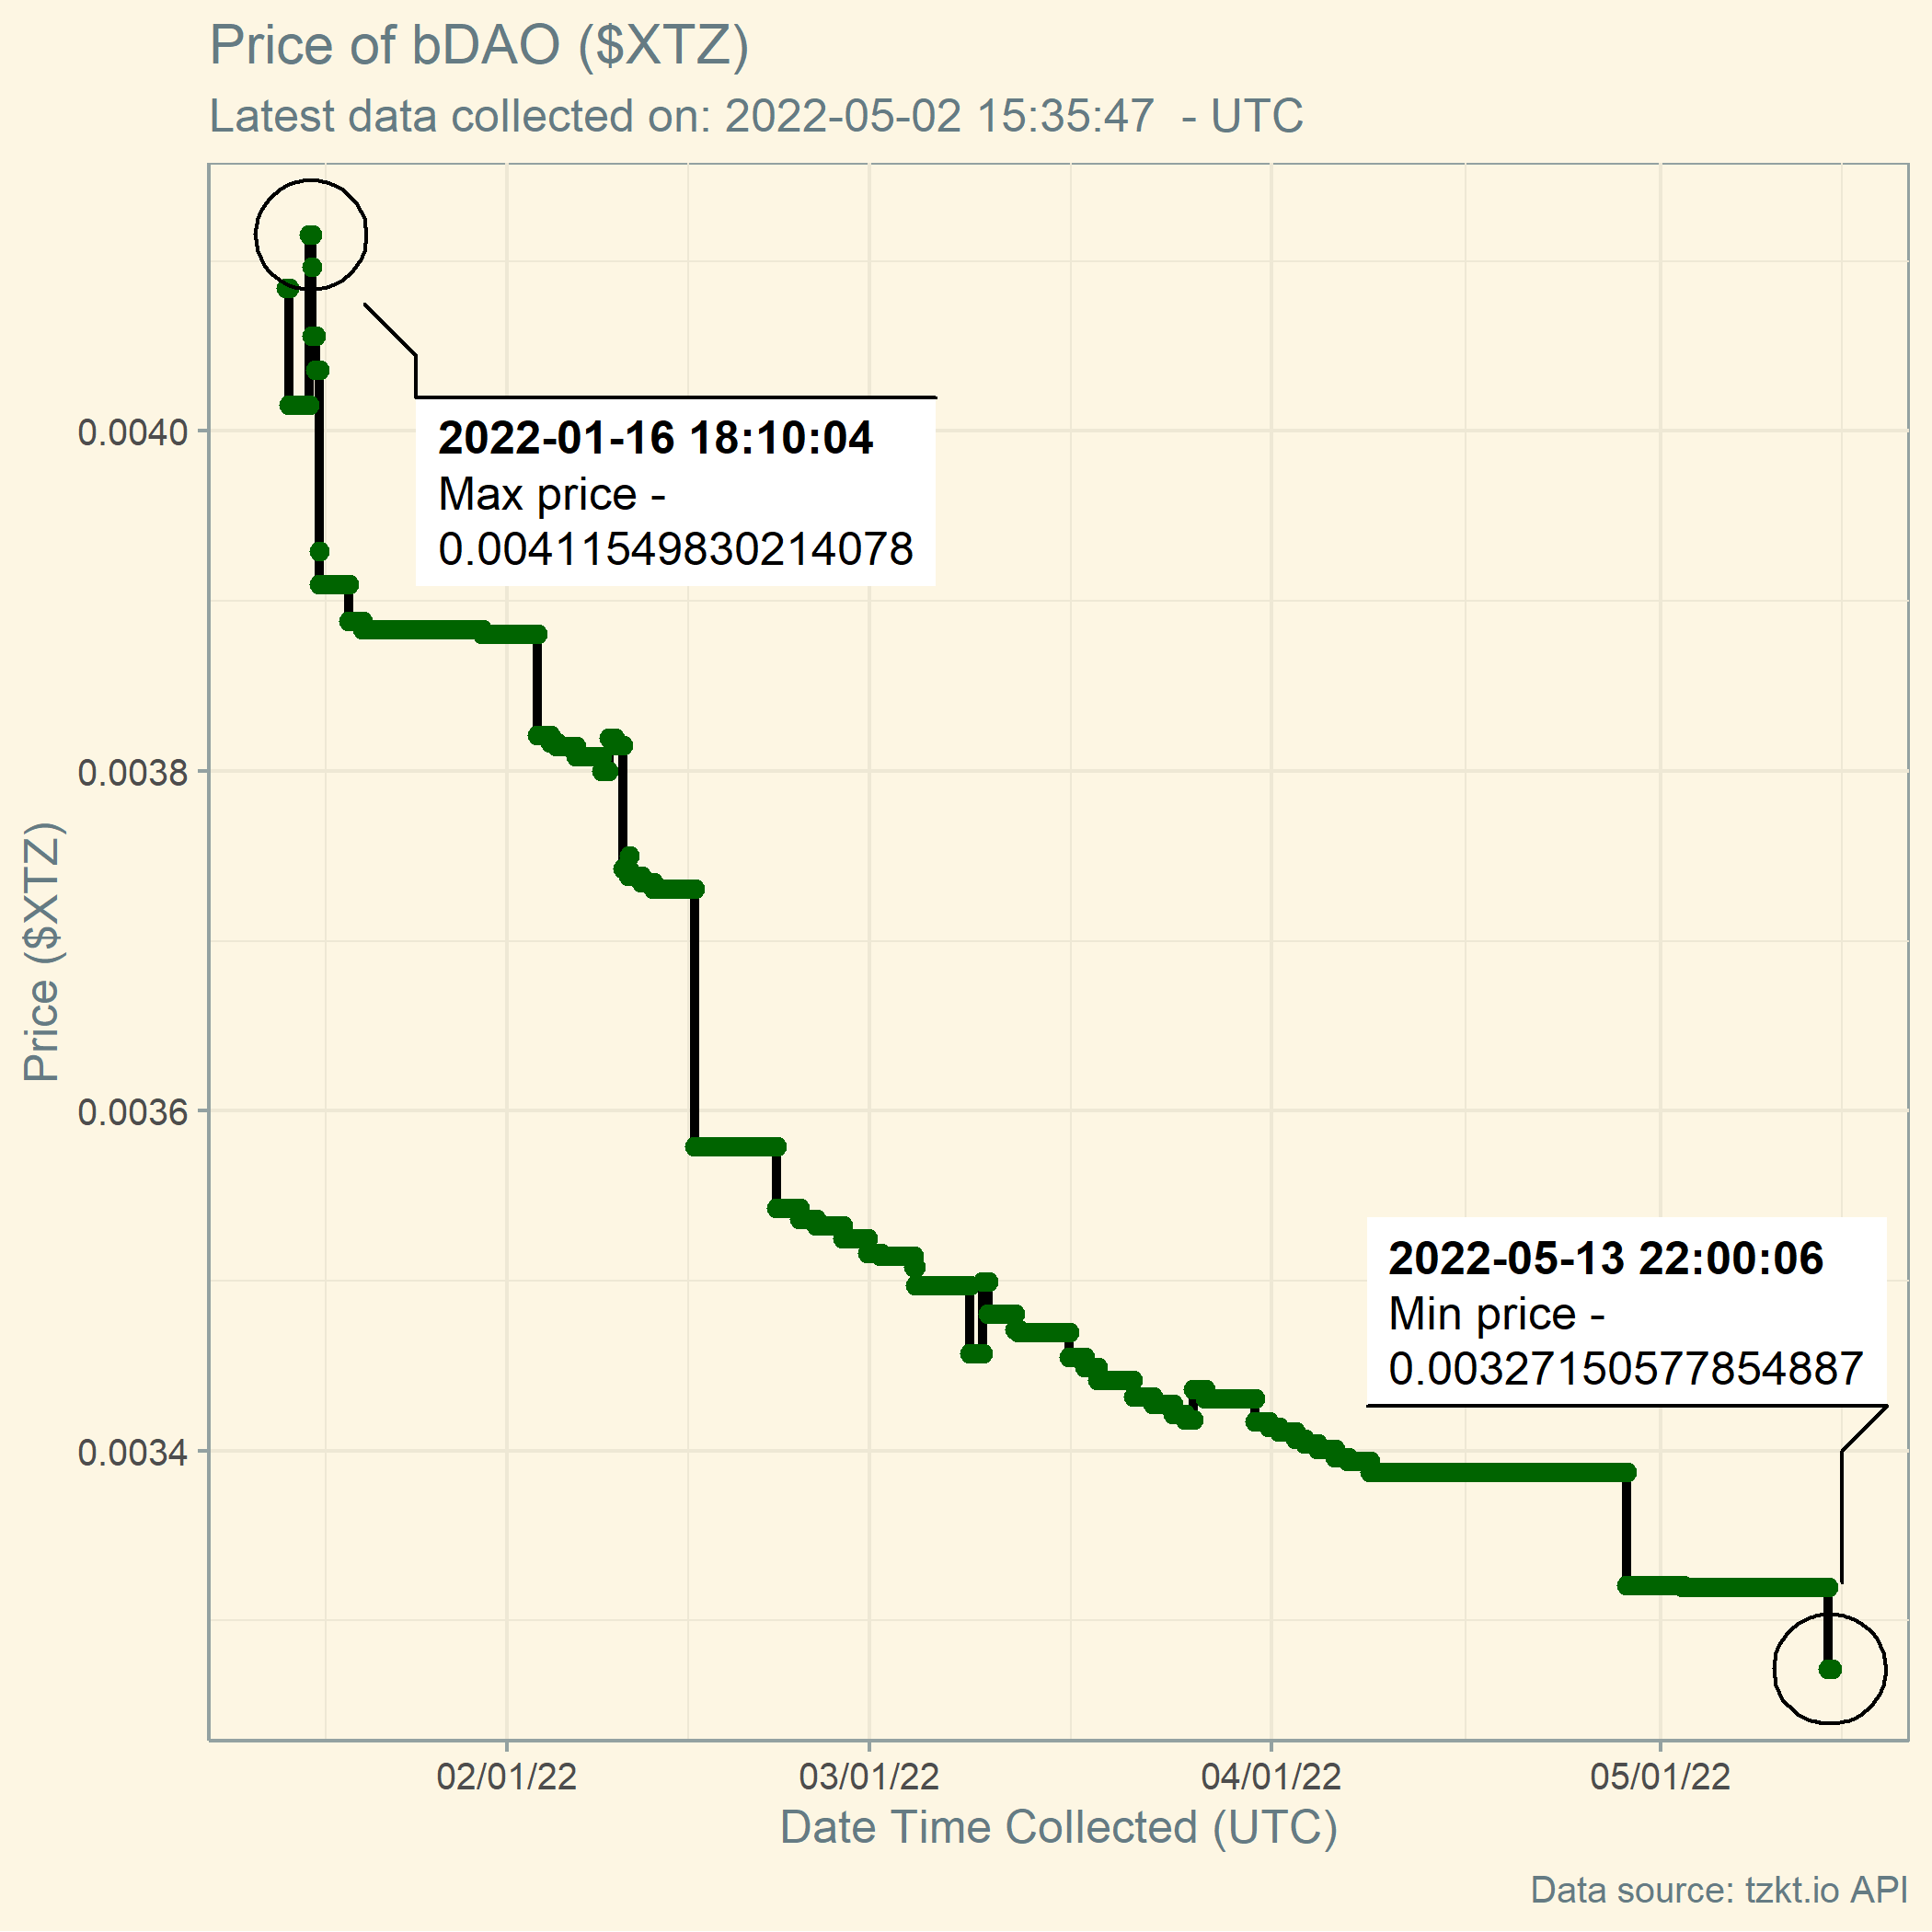 Price of bDAO ($XTZ)
Latest data collected on: 2022-05-02 15:35:47  - UTC
2022-01-16 18:10:04
Max price -
0.00411549830214078
0.0040
0.0038
Price ($XTZ)
0.0036
2022-05-13 22:00:06
Min price -
0.00327150577854887
0.0034
02/01/22
03/01/22
04/01/22
05/01/22
Date Time Collected (UTC)
Data source: tzkt.io API